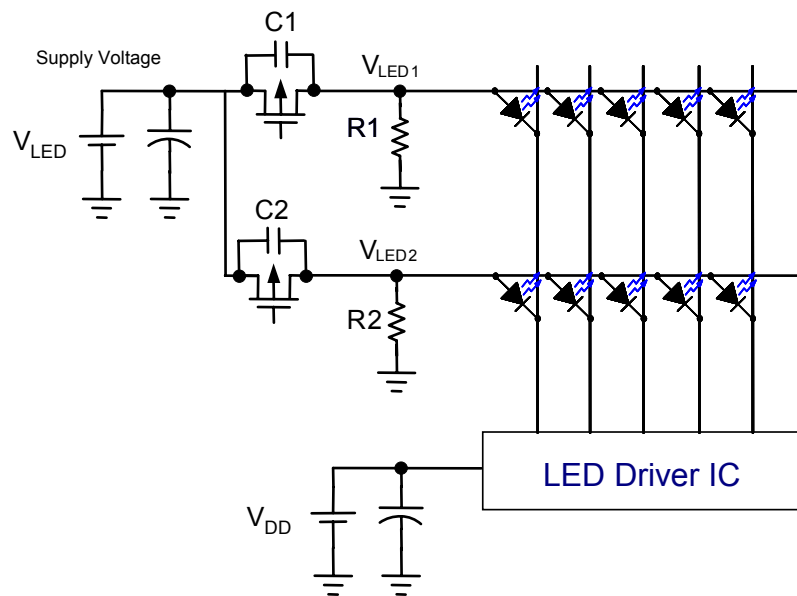 C1
Supply Voltage
VLED1
R1
VLED
C2
VLED2
R2
LED Driver IC
VDD